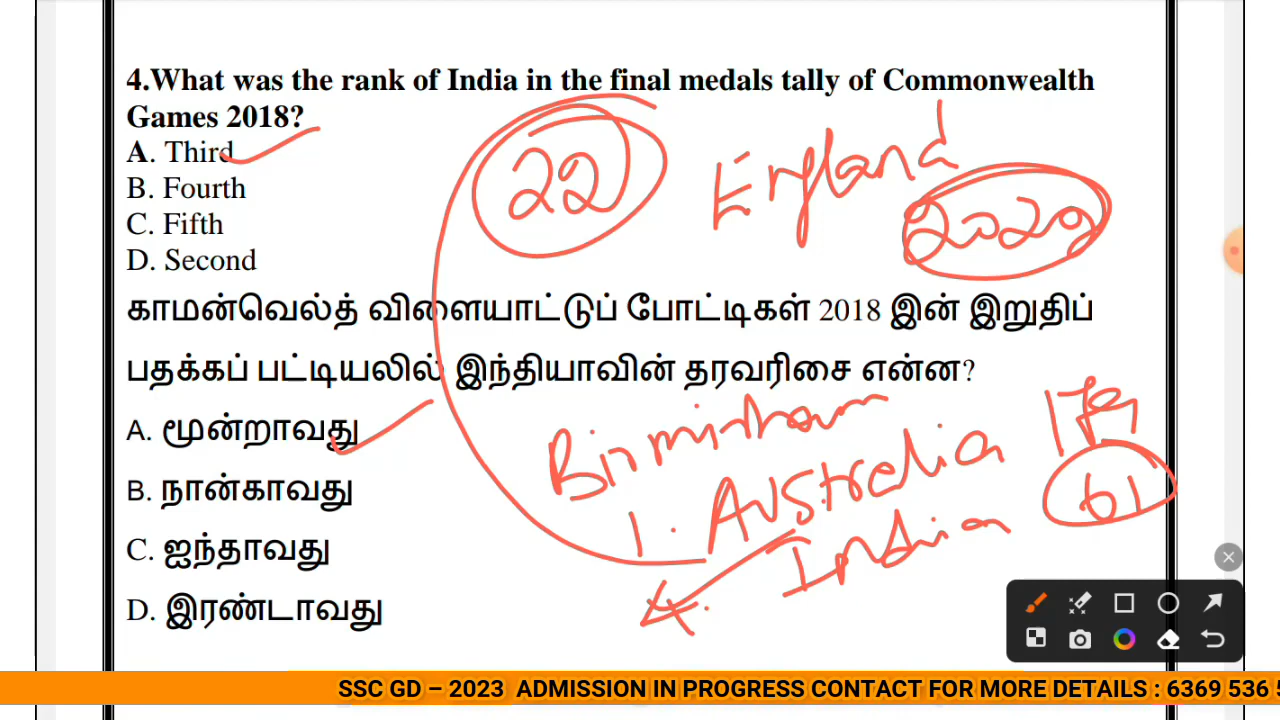 4.What was the rank of India in the final medals tally of Commonwealth
Games 2018?
A. Third
B. Fourth
C. Fifth
D. Second
22 England
2022
காமன்வெல்த் விளையாட்டுப் போட்டிகள் 2018 இன் இறுதிப்
பதக்கப் பட்டியலில் இந்தியாவின் தரவரிசை என்ன?
A. மூன்றாவது
B. நான்காவது
C. ஐந்தாவது
D. இரண்டாவது
1. Australia
61
4. India
SSC GD – 2023 ADMISSION IN PROGRESS CONTACT FOR MORE DETAILS : 6369 536